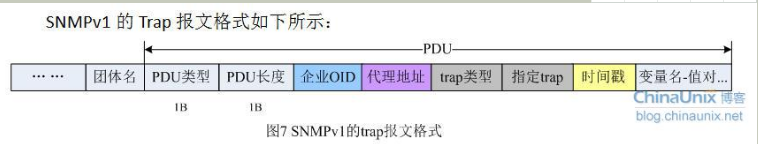 SNMPv1 的 Trap 报文格式如下所示：
PDU
…… 团体名 PDU类型 PDU长度 企业OID 代理地址 trap类型 指定trap 时间戳 变量名-值对...
1B 1B
ChinaUnix 博客
blog.chinaunix.net
图7 SNMPv1的trap报文格式